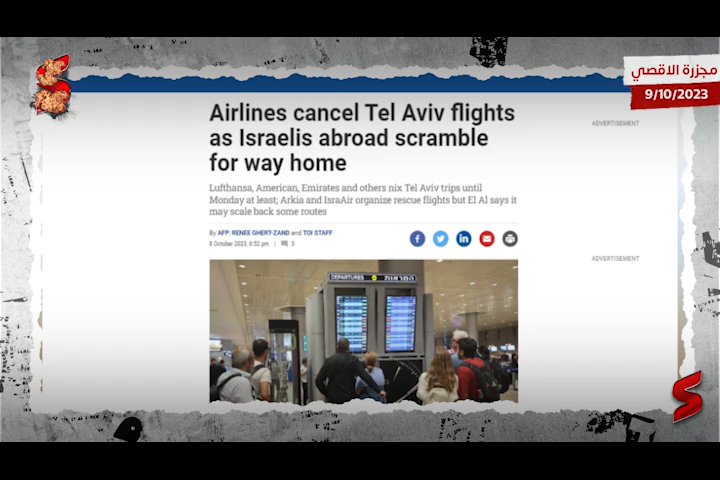 مجزرة الاقصي
9/10/2023
ADVERTISEMENT
Airlines cancel Tel Aviv flights
as Israelis abroad scramble
for way home
Lufthansa, American, Emirates and others nix Tel Aviv trips until
Monday at least; Arkia and IsraAir organize rescue flights but El Al says it
may scale back some routes
By AFP, RENEE GHERT-ZAND and TOI STAFF
8 October 2023, 6:52 pm | 3
ADVERTISEMENT
DEPARTURES המראות